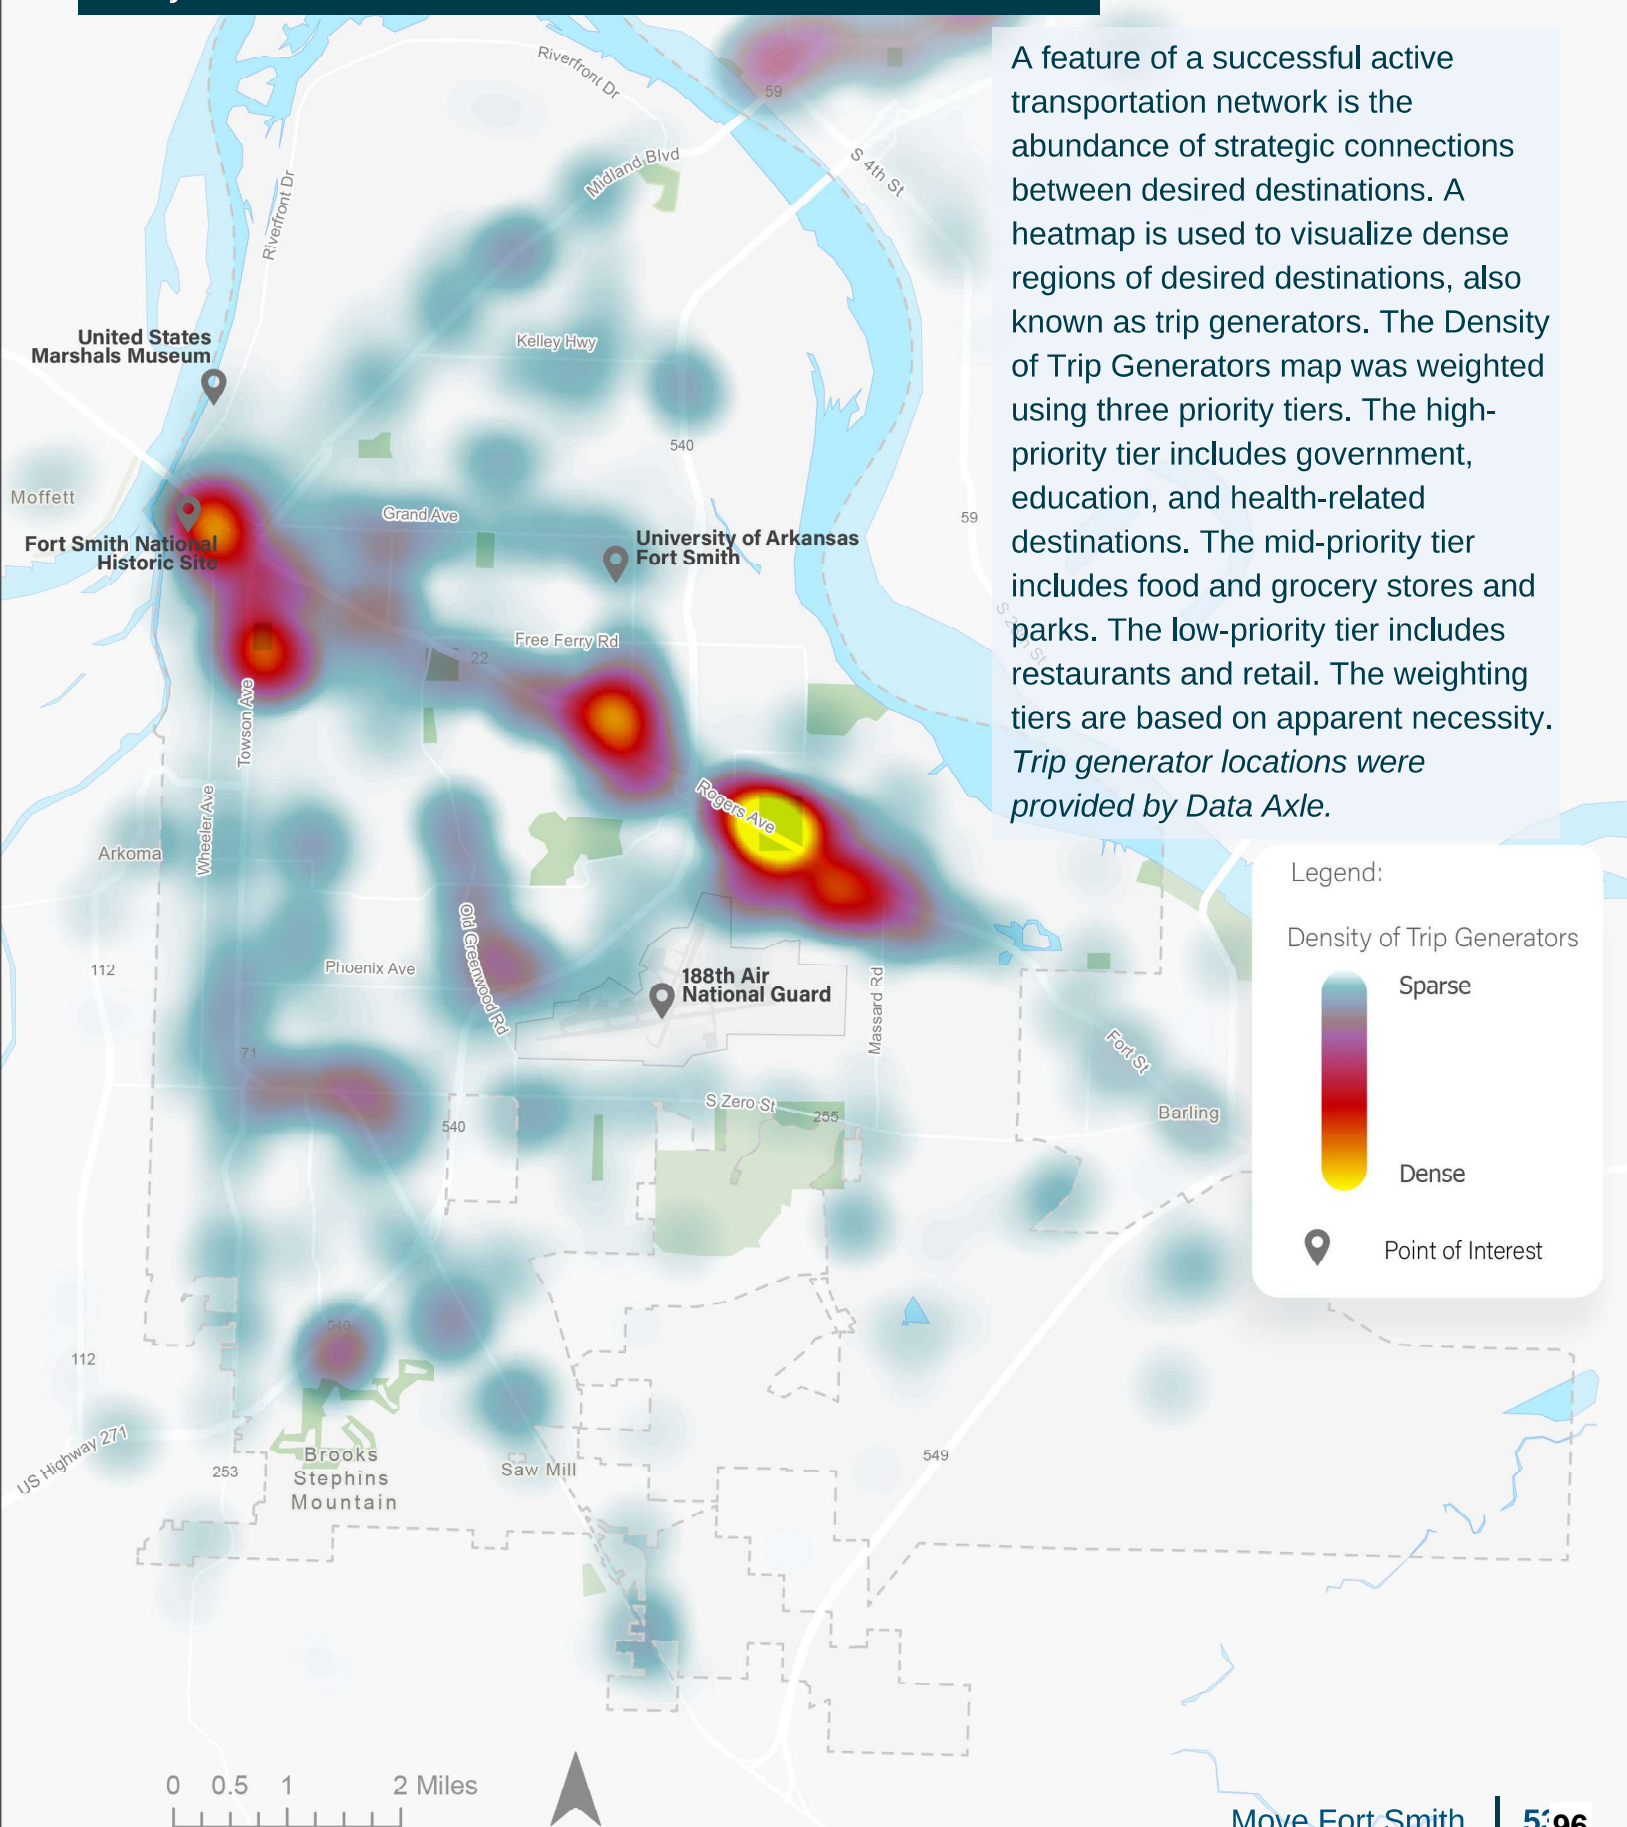 A feature of a successful active
transportation network is the
abundance of strategic connections
between desired destinations. A
heatmap is used to visualize dense
regions of desired destinations, also
known as trip generators. The Density
of Trip Generators map was weighted
using three priority tiers. The high-
priority tier includes government,
education, and health-related
destinations. The mid-priority tier
includes food and grocery stores and
parks. The low-priority tier includes
restaurants and retail. The weighting
tiers are based on apparent necessity.
Trip generator locations were
provided by Data Axle.
Riverfront Dr
59
Midland Blvd
S 4th St
Riverfront Dr
United States
Marshals Museum
Kelley Hwy
540
Moffett
Grand Ave
59
Fort Smith National
Historic Site
University of Arkansas
Fort Smith
Free Ferry Rd
22
Towson Ave
Rogers Ave
Wheeler Ave
Arkoma
Old Greenwood Rd
112
Phoenix Ave
188th Air
National Guard
Massard Rd
71
Fort St
S Zero St
255
Barling
540
540
112
US Highway 271
253
Brooks
Stephins
Mountain
Saw Mill
549
Legend:
Density of Trip Generators
Sparse
Dense
Point of Interest
0 0.5 1 2 Miles
Move Fort Smith
96